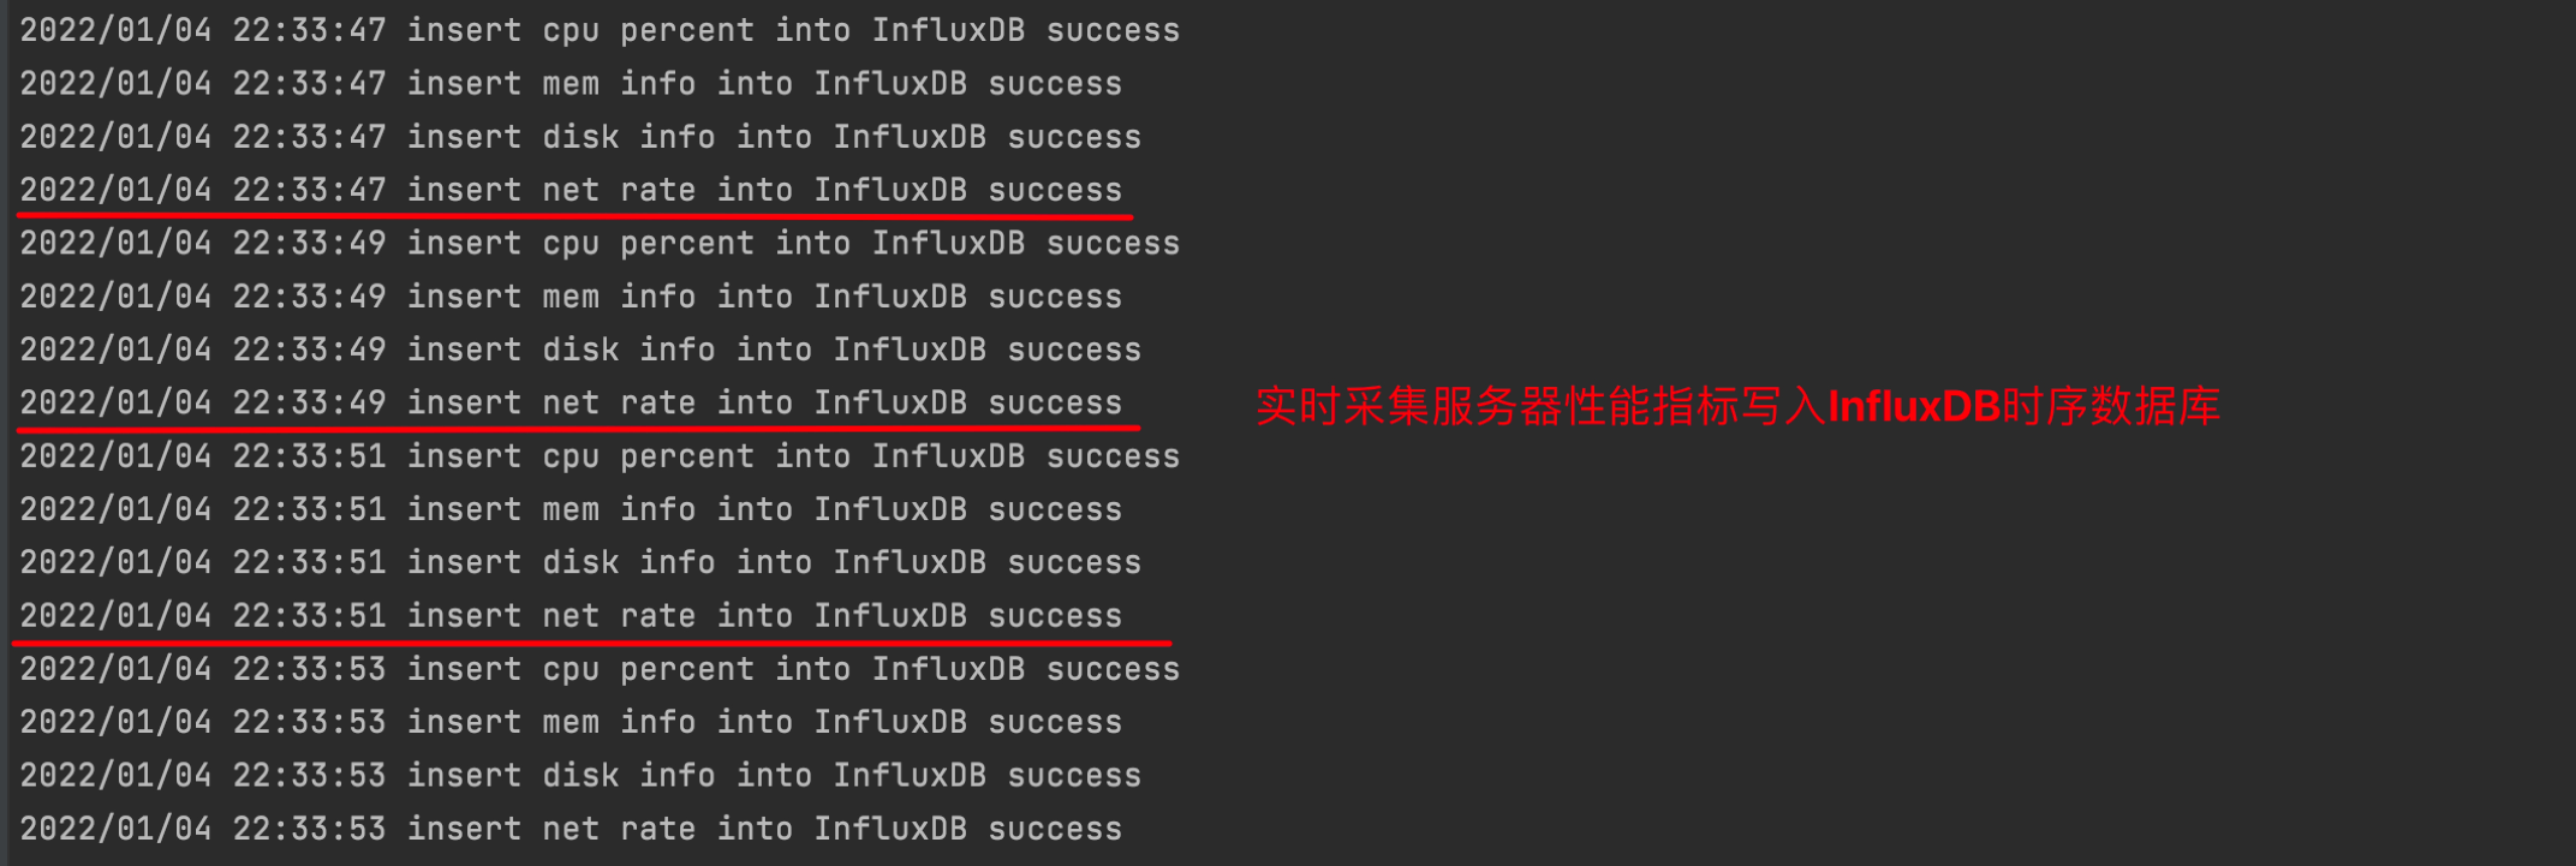 2022/01/04 22:33:47 insert cpu percent into InfluxDB success
2022/01/04 22:33:47 insert mem info into InfluxDB success
2022/01/04 22:33:47 insert disk info into InfluxDB success
2022/01/04 22:33:47 insert net rate into InfluxDB success
2022/01/04 22:33:49 insert cpu percent into InfluxDB success
2022/01/04 22:33:49 insert mem info into InfluxDB success
2022/01/04 22:33:49 insert disk info into InfluxDB success
2022/01/04 22:33:49 insert net rate into InfluxDB success
实时采集服务器性能指标写入InfluxDB时序数据库
2022/01/04 22:33:51 insert cpu percent into InfluxDB success
2022/01/04 22:33:51 insert mem info into InfluxDB success
2022/01/04 22:33:51 insert disk info into InfluxDB success
2022/01/04 22:33:51 insert net rate into InfluxDB success
2022/01/04 22:33:53 insert cpu percent into InfluxDB success
2022/01/04 22:33:53 insert mem info into InfluxDB success
2022/01/04 22:33:53 insert disk info into InfluxDB success
2022/01/04 22:33:53 insert net rate into InfluxDB success